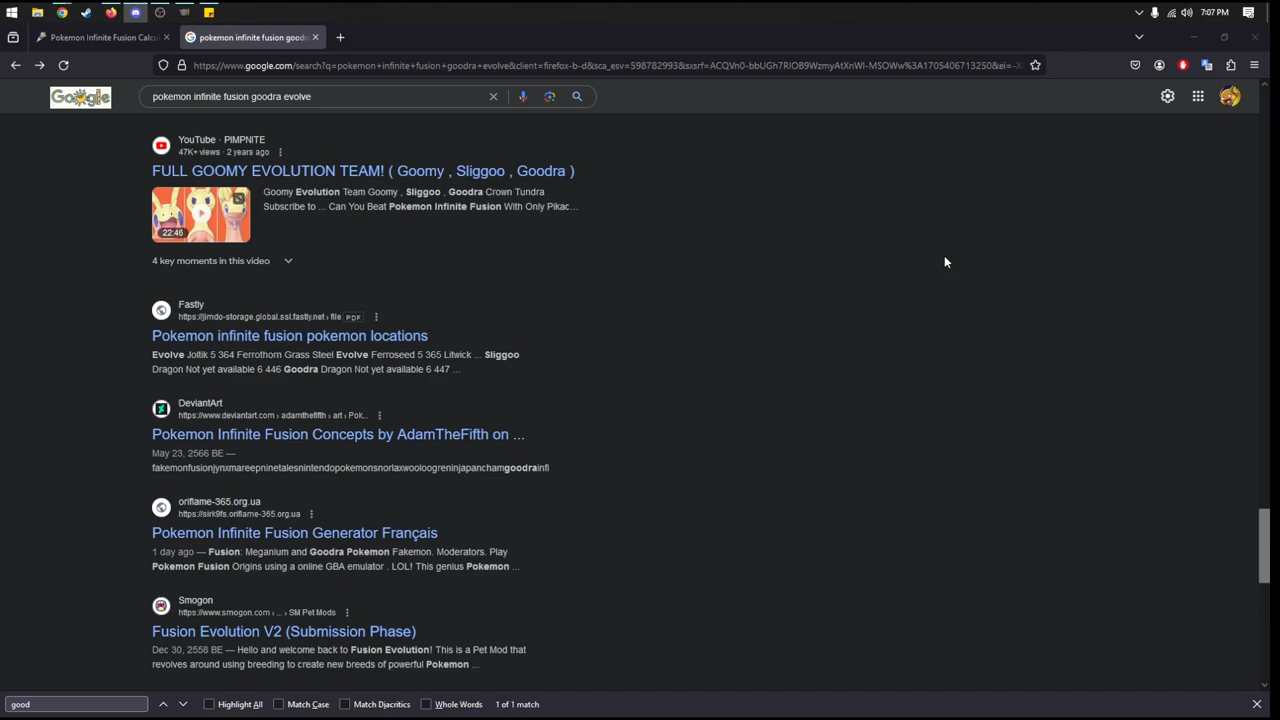 7:07 PM
Pokemon Infinite Fusion Calcu
pokemon infinite fusion goodra
https://www.google.com/search?q=pokemon+infinite+fusion+goodra+evolve&client=firefox-b-d&sca_esv=598782993&sxsrf=ACQVn0-bbUGh7RIO89WzmyAtXnWI-MSOWw%3A1705406713250&ei=-X
Google
pokemon infinite fusion goodra evolve
YouTube · PIMPNITE
47K+ views · 2 years ago
FULL GOOMY EVOLUTION TEAM! ( Goomy , Sliggoo , Goodra )
Goomy Evolution Team Goomy , Sliggoo , Goodra Crown Tundra
Subscribe to ... Can You Beat Pokemon Infinite Fusion With Only Pikac...
22:46
4 key moments in this video
Fastly
https://jimdo-storage.global.ssl.fastly.net › file PDF
Pokemon infinite fusion pokemon locations
Evolve Joltik 5 364 Ferrothorn Grass Steel Evolve Ferroseed 5 365 Litwick ... Sliggoo
Dragon Not yet available 6 446 Goodra Dragon Not yet available 6 447 ...
DeviantArt
https://www.deviantart.com › adamthefifth › art › Pok...
Pokemon Infinite Fusion Concepts by AdamTheFifth on ...
May 23, 2566 BE —
fakemonfusionjynxmareepninetalesnintendopokemonsnorlaxwooloogreninjapanchamgoodrainfi
oriflame-365.org.ua
https://sirk9fs.oriflame-365.org.ua
Pokemon Infinite Fusion Generator Français
1 day ago — Fusion: Meganium and Goodra Pokemon Fakemon. Moderators. Play
Pokemon Fusion Origins using a online GBA emulator . LOL! This genius Pokemon ...
Smogon
https://www.smogon.com › ... › SM Pet Mods
Fusion Evolution V2 (Submission Phase)
Dec 30, 2558 BE — Hello and welcome back to Fusion Evolution! This is a Pet Mod that
revolves around using breeding to create new breeds of powerful Pokemon ...
good
Highlight All
Match Case
Match Diacritics
Whole Words
1 of 1 match